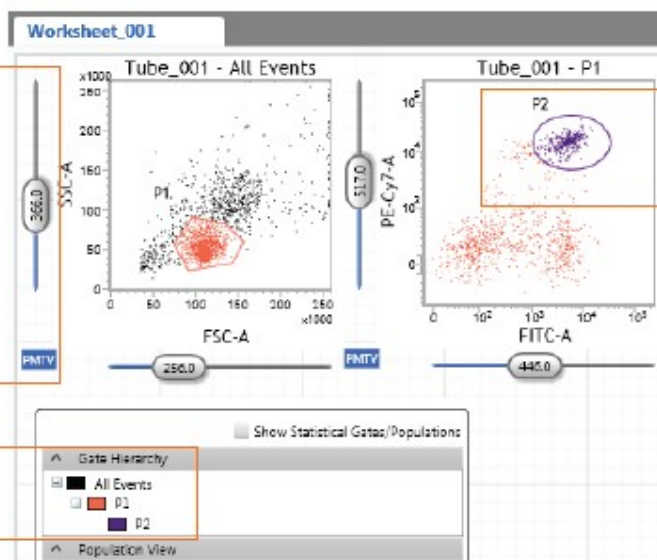 Worksheet_001
Tube_001 - All Events
x1000
250
200
150
100
50
0
SSC-A
P1
0 50 100 150 200 250
x1000
FSC-A
366.0
PMTV
256.0
Tube_001 - P1
P2
10⁵
10⁴
10²
0
PE-Cy7-A
0 10² 10³ 10⁴ 10⁵
FITC-A
517.0
PMTV
446.0
Show Statistical Gates/Populations
Gate Hierarchy
All Events
P1
P2
Population View